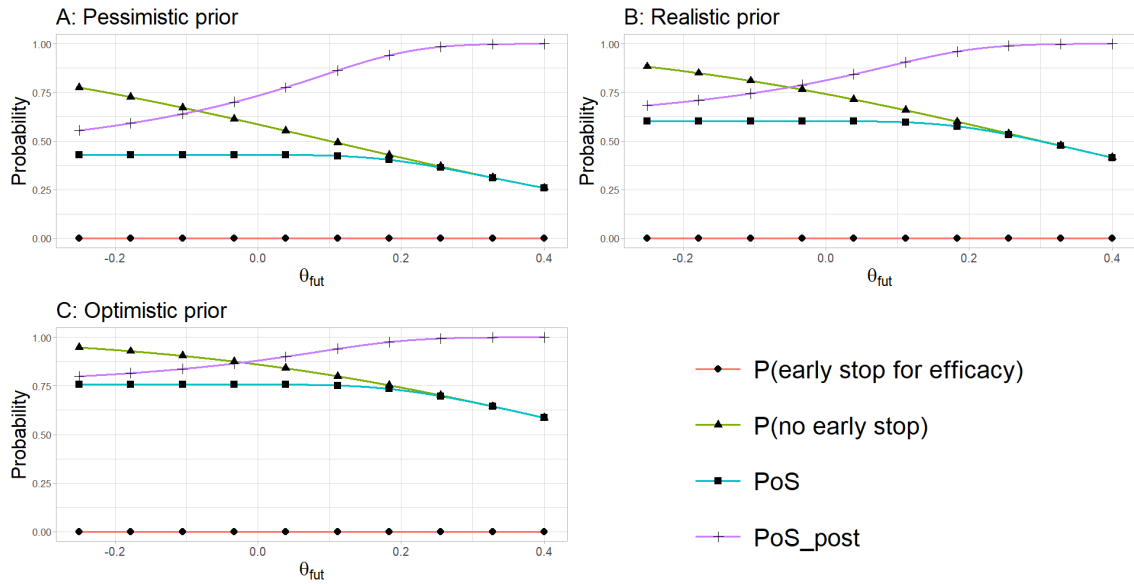 A: Pessimistic prior
Probability
1.00
0.75
0.50
0.25
0.00
-0.2
0.0
0.2
0.4
θfut
B: Realistic prior
Probability
1.00
0.75
0.50
0.25
0.00
-0.2
0.0
0.2
0.4
θfut
C: Optimistic prior
Probability
1.00
0.75
0.50
0.25
0.00
-0.2
0.0
0.2
0.4
θfut
P(early stop for efficacy)
P(no early stop)
PoS
PoS_post